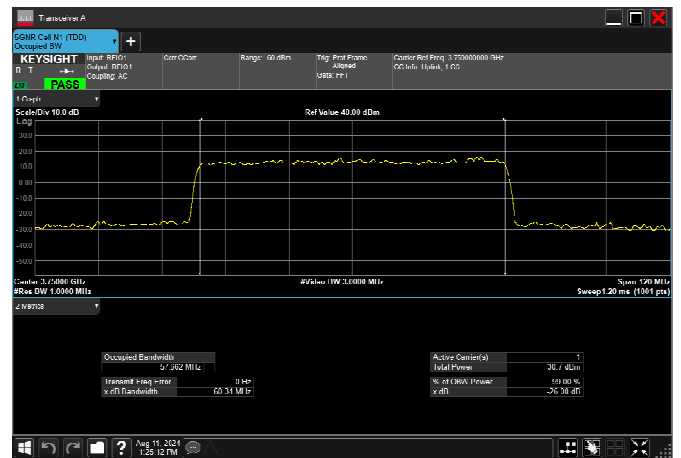 Transceiver A
5GNR Cell N1 (TDD)
Occupied BW
KEYSIGHT
R T
PASS
Input: RFIO1
Output: RFIO1
Coupling: AC
Corr CCorr
Range: 60 dBm
Trig: Prot Frame
Aligned
Gate: FFT
Carrier Ref Freq: 3.750000000 GHz
CC Info: Uplink, 1 CC
1 Graph
Scale/Div 10.0 dB
Ref Value 40.00 dBm
Log
30.0
20.0
10.0
0.00
-10.0
-20.0
-30.0
-40.0
-50.0
Center 3.75000 GHz
#Video BW 3.0000 MHz
Span 120 MHz
#Res BW 1.0000 MHz
Sweep 1.20 ms (1001 pts)
2 Metrics
Occupied Bandwidth
57.662 MHz
Transmit Freq Error
0 Hz
x dB Bandwidth
60.34 MHz
Active Carrier(s)
1
Total Power
30.7 dBm
% of OBW Power
99.00 %
x dB
-26.00 dB
Aug 11, 2024
1:25:12 PM